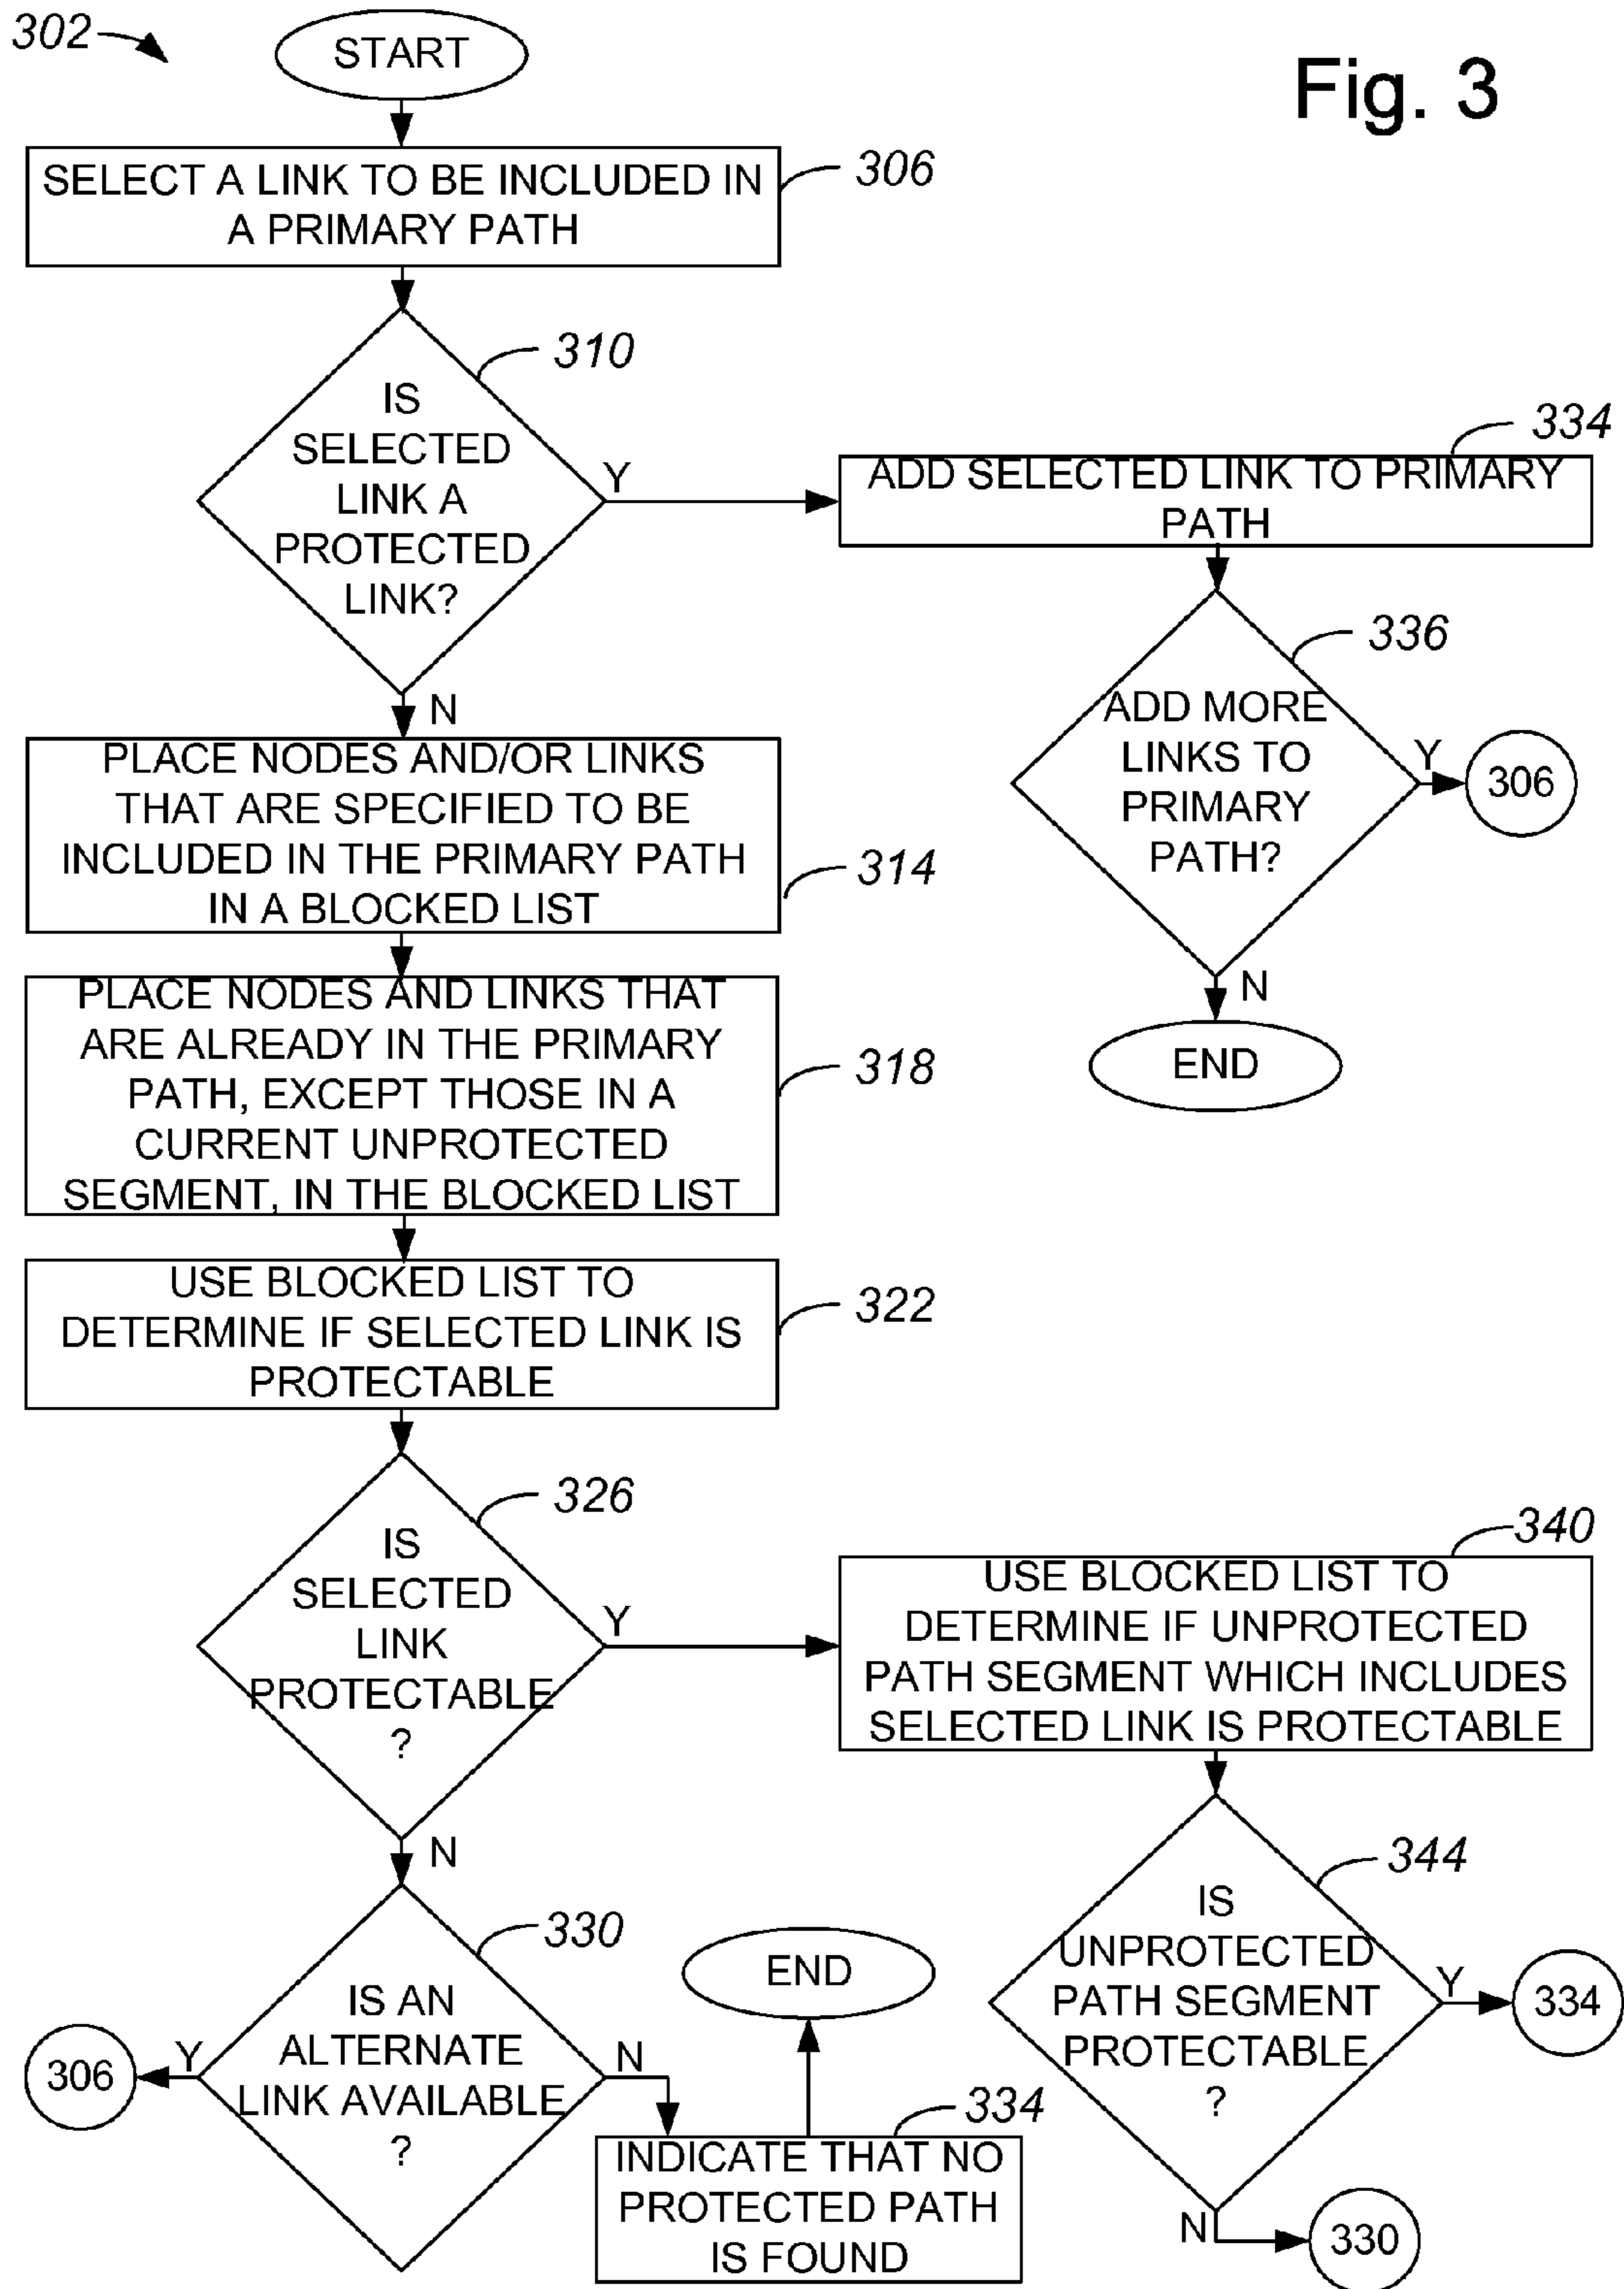 302
START
Fig. 3
SELECT A LINK TO BE INCLUDED IN
A PRIMARY PATH
306
310
IS
SELECTED
LINK A
PROTECTED
LINK?
Y
N
334
ADD SELECTED LINK TO PRIMARY
PATH
336
ADD MORE
LINKS TO
PRIMARY
PATH?
Y
306
N
END
PLACE NODES AND/OR LINKS
THAT ARE SPECIFIED TO BE
INCLUDED IN THE PRIMARY PATH
IN A BLOCKED LIST
314
PLACE NODES AND LINKS THAT
ARE ALREADY IN THE PRIMARY
PATH, EXCEPT THOSE IN A
CURRENT UNPROTECTED
SEGMENT, IN THE BLOCKED LIST
318
USE BLOCKED LIST TO
DETERMINE IF SELECTED LINK IS
PROTECTABLE
322
326
IS
SELECTED
LINK
PROTECTABLE
?
Y
N
340
USE BLOCKED LIST TO
DETERMINE IF UNPROTECTED
PATH SEGMENT WHICH INCLUDES
SELECTED LINK IS PROTECTABLE
344
IS
UNPROTECTED
PATH SEGMENT
PROTECTABLE
?
Y
334
N
330
330
IS AN
ALTERNATE
LINK AVAILABLE
?
Y
306
N
END
334
INDICATE THAT NO
PROTECTED PATH
IS FOUND